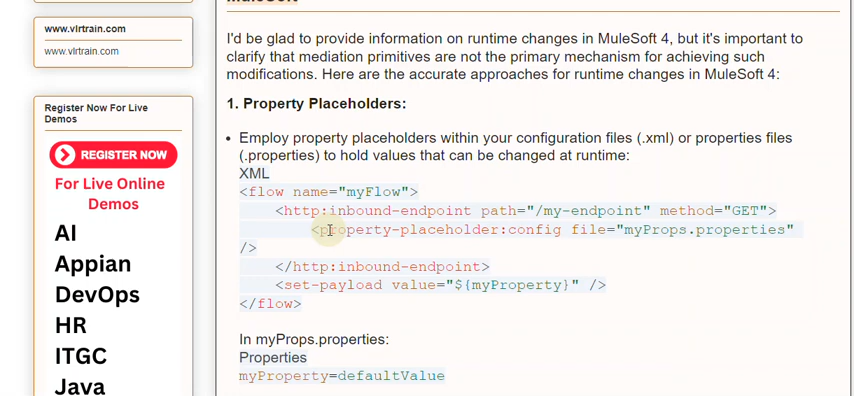 www.vlrtrain.com
www.vlrtrain.com
Register Now For Live
Demos
REGISTER NOW
For Live Online
Demos
AI
Appian
DevOps
HR
ITGC
Java
MuleSoft
I'd be glad to provide information on runtime changes in MuleSoft 4, but it's important to
clarify that mediation primitives are not the primary mechanism for achieving such
modifications. Here are the accurate approaches for runtime changes in MuleSoft 4:
1. Property Placeholders:
• Employ property placeholders within your configuration files (.xml) or properties files
(.properties) to hold values that can be changed at runtime:
XML
<flow name="myFlow">
<http:inbound-endpoint path="/my-endpoint" method="GET">
<property-placeholder:config file="myProps.properties"
/>
</http:inbound-endpoint>
<set-payload value="${myProperty}" />
</flow>
In myProps.properties:
Properties
myProperty=defaultValue